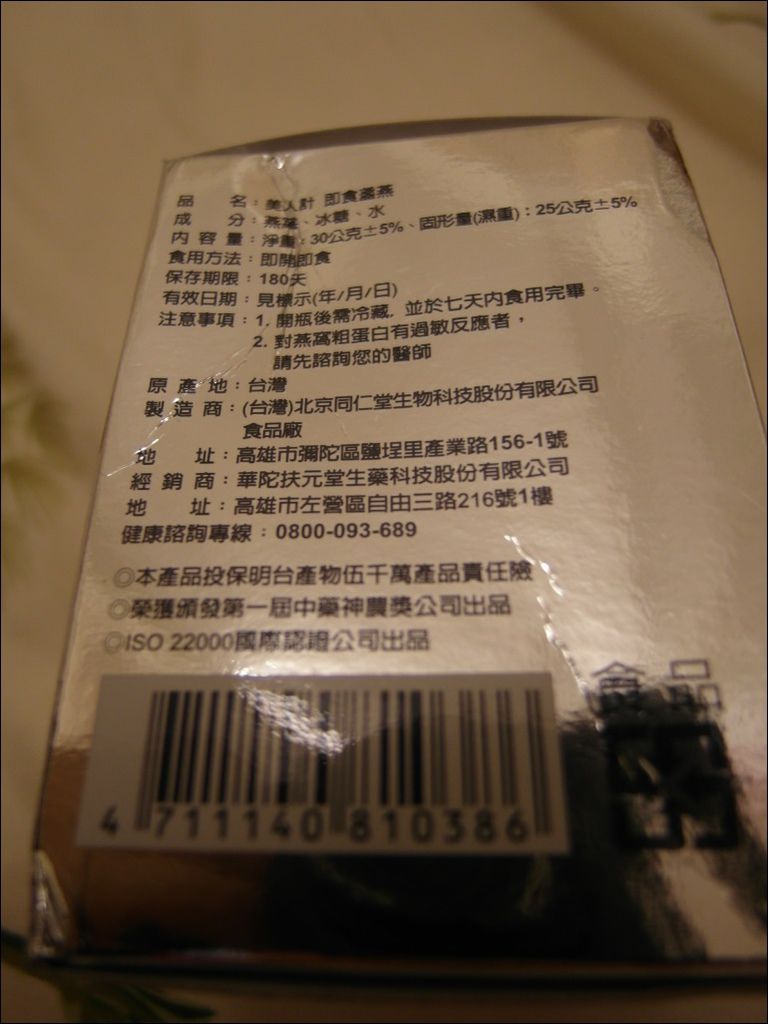 品 名：美人計 即食盞燕
成 分：燕窩、冰糖、水
內 容 量：淨重：30公克±5%、固形量(濕重)：25公克±5%
食用方法：即開即食
保存期限：180天
有效日期：見標示(年/月/日)
注意事項：1. 開瓶後需冷藏, 並於七天內食用完畢。
2. 對燕窩粗蛋白有過敏反應者，
請先諮詢您的醫師
原 產 地：台灣
製 造 商：(台灣)北京同仁堂生物科技股份有限公司
食品廠
地 址：高雄市彌陀區鹽埕里產業路156-1號
經 銷 商：華陀扶元堂生藥科技股份有限公司
地 址：高雄市左營區自由三路216號1樓
健康諮詢專線：0800-093-689
◎本產品投保明台產物伍千萬產品責任險
◎榮獲頒發第一屆中藥神農獎公司出品
◎ISO 22000國際認證公司出品
食品
4 711140 810386